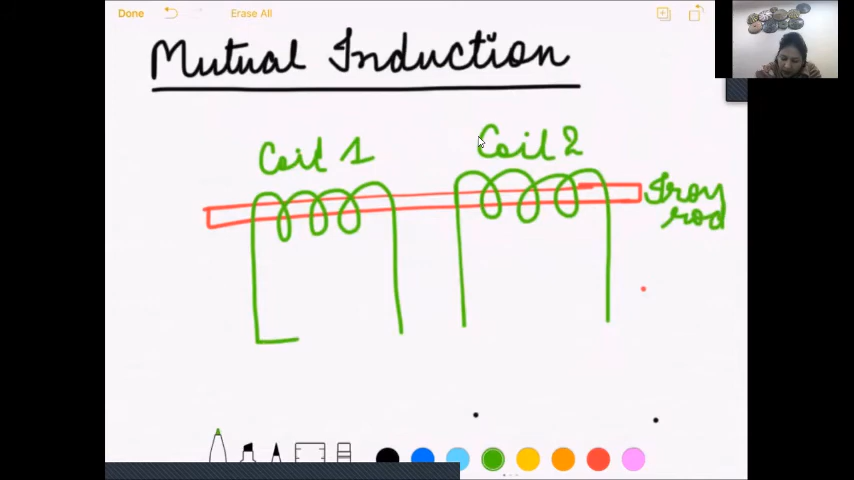 Done
Erase All
Mutual Induction
Coil 1
Coil 2
Iron
rod